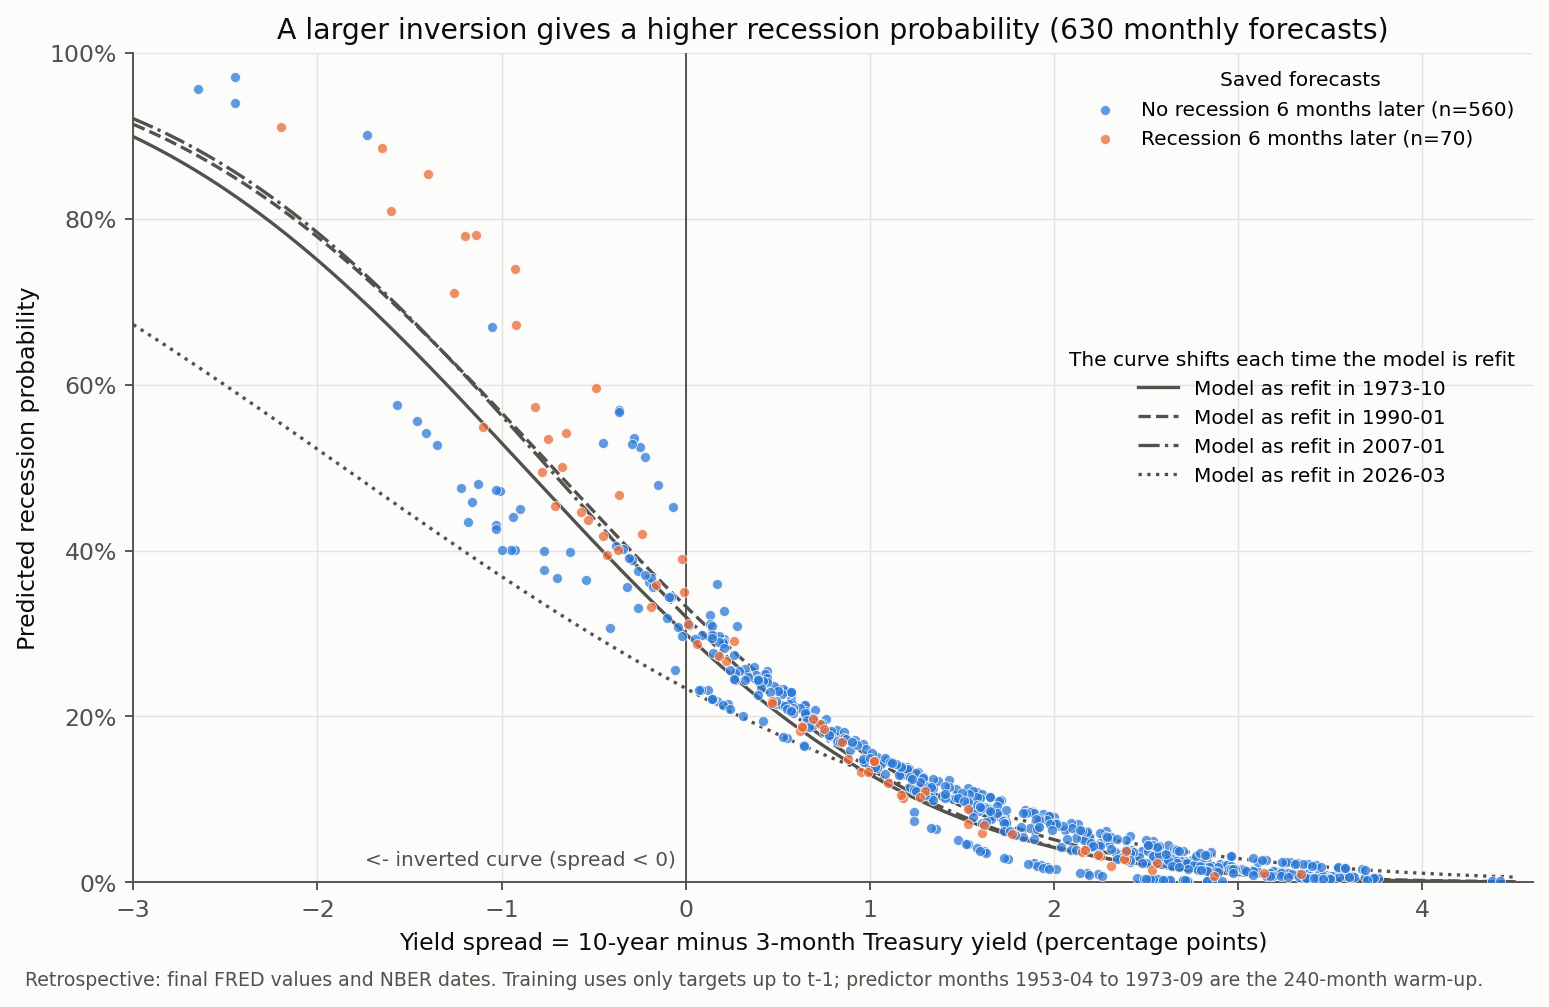 A larger inversion gives a higher recession probability (630 monthly forecasts)
100%
80%
60%
40%
20%
0%
Predicted recession probability
Saved forecasts
No recession 6 months later (n=560)
Recession 6 months later (n=70)
The curve shifts each time the model is refit
Model as refit in 1973-10
Model as refit in 1990-01
Model as refit in 2007-01
Model as refit in 2026-03
<- inverted curve (spread < 0)
−3 −2 −1 0 1 2 3 4
Yield spread = 10-year minus 3-month Treasury yield (percentage points)
Retrospective: final FRED values and NBER dates. Training uses only targets up to t-1; predictor months 1953-04 to 1973-09 are the 240-month warm-up.